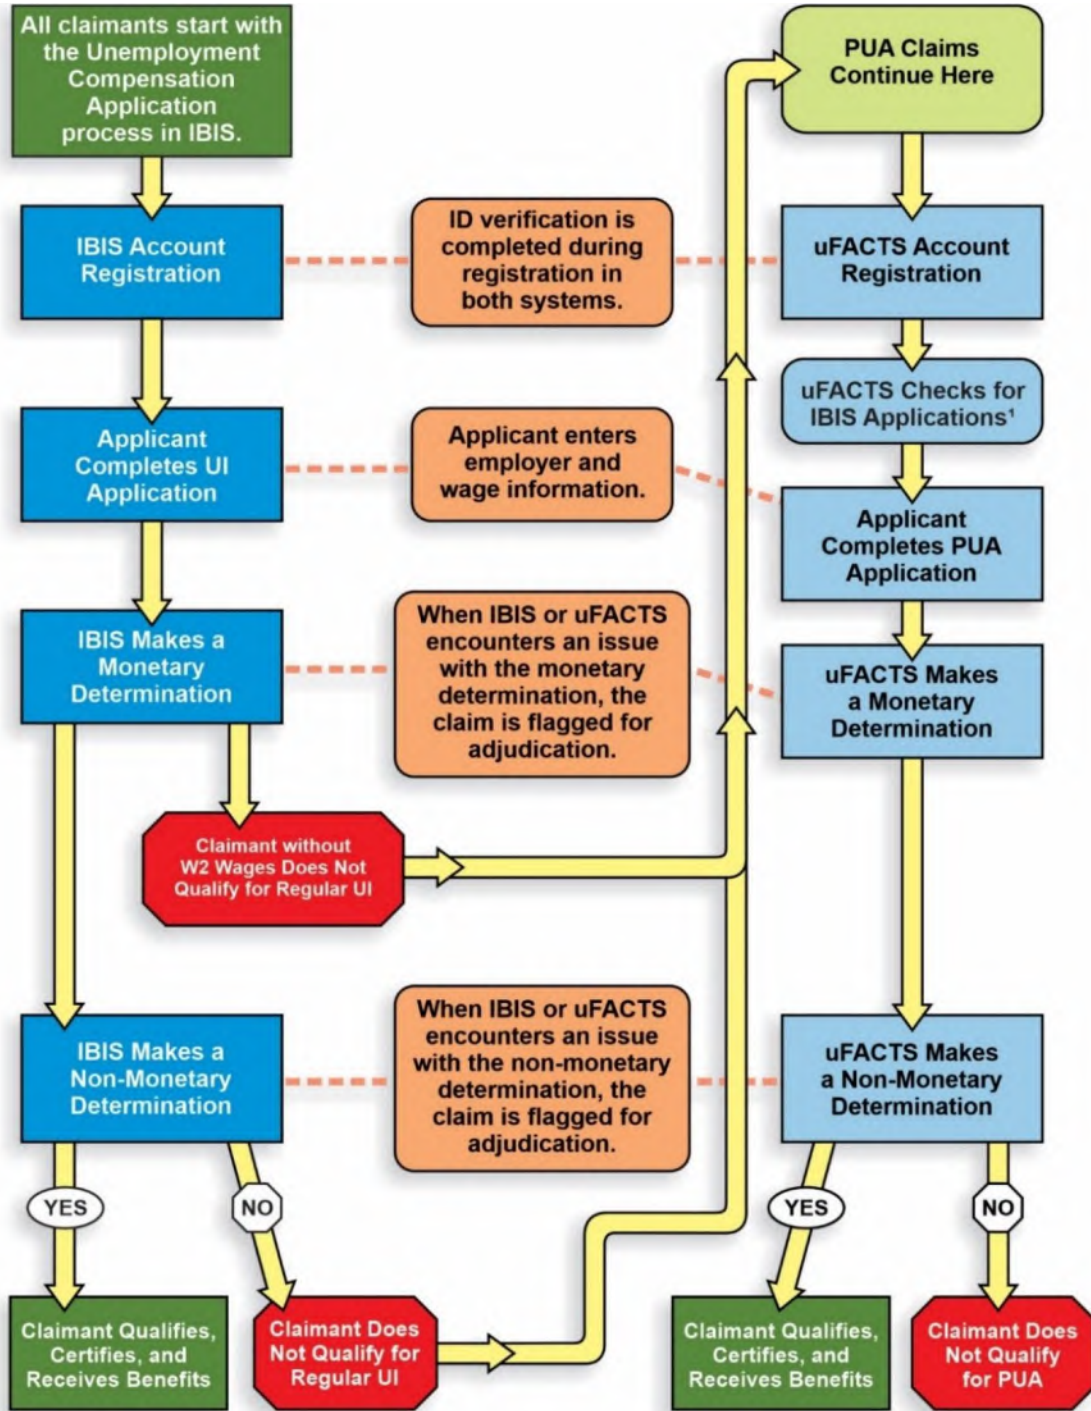 All claimants start with
the Unemployment
Compensation
Application
process in IBIS.
PUA Claims
Continue Here
IBIS Account
Registration
ID verification is
completed during
registration in
both systems.
uFACTS Account
Registration
uFACTS Checks for
IBIS Applications¹
Applicant
Completes UI
Application
Applicant enters
employer and
wage information.
Applicant
Completes PUA
Application
IBIS Makes a
Monetary
Determination
When IBIS or uFACTS
encounters an issue
with the monetary
determination, the
claim is flagged for
adjudication.
uFACTS Makes
a Monetary
Determination
Claimant without
W2 Wages Does Not
Qualify for Regular UI
IBIS Makes a
Non-Monetary
Determination
When IBIS or uFACTS
encounters an issue
with the non-monetary
determination, the
claim is flagged for
adjudication.
uFACTS Makes
a Non-Monetary
Determination
YES
NO
YES
NO
Claimant Qualifies,
Certifies, and
Receives Benefits
Claimant Does
Not Qualify for
Regular UI
Claimant Qualifies,
Certifies, and
Receives Benefits
Claimant Does
Not Qualify
for PUA